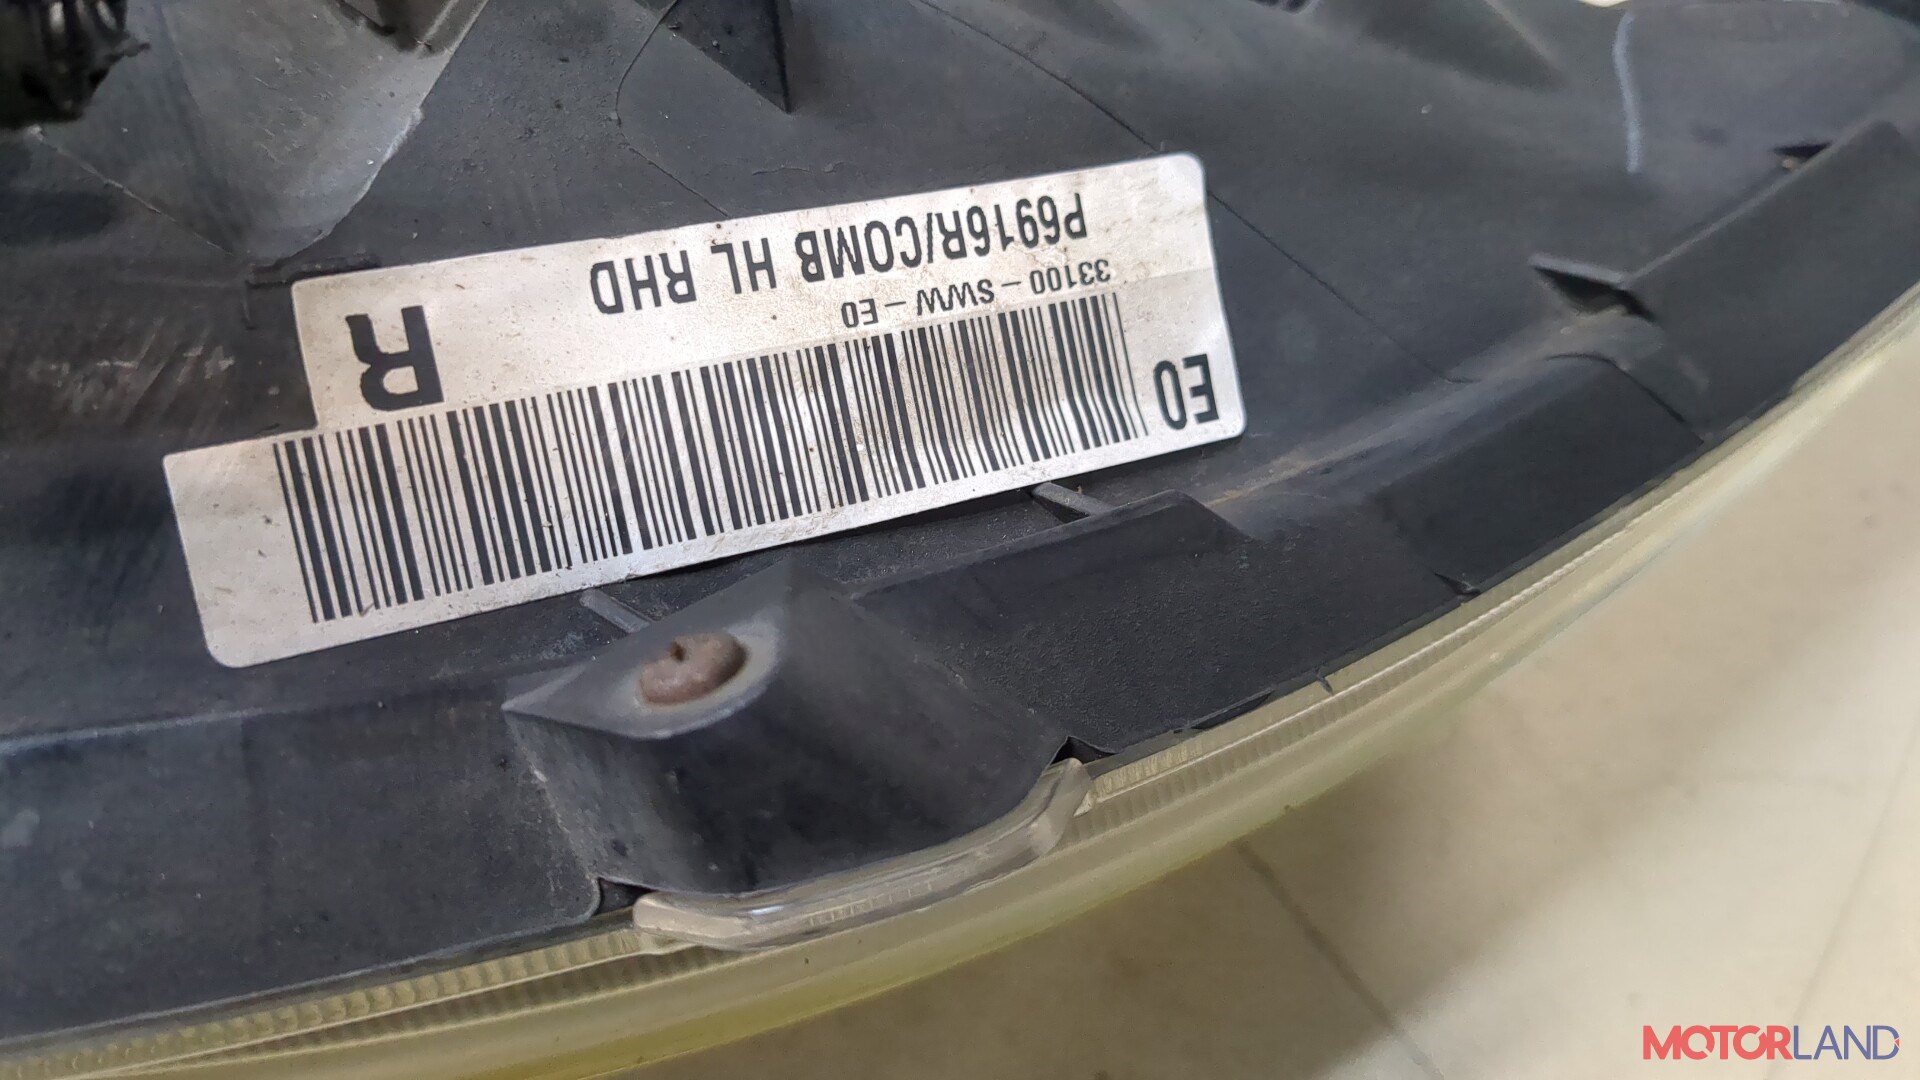 E0
33100 - SWW - E0
P6916R/COMB HL RHD
R
MOTORLAND